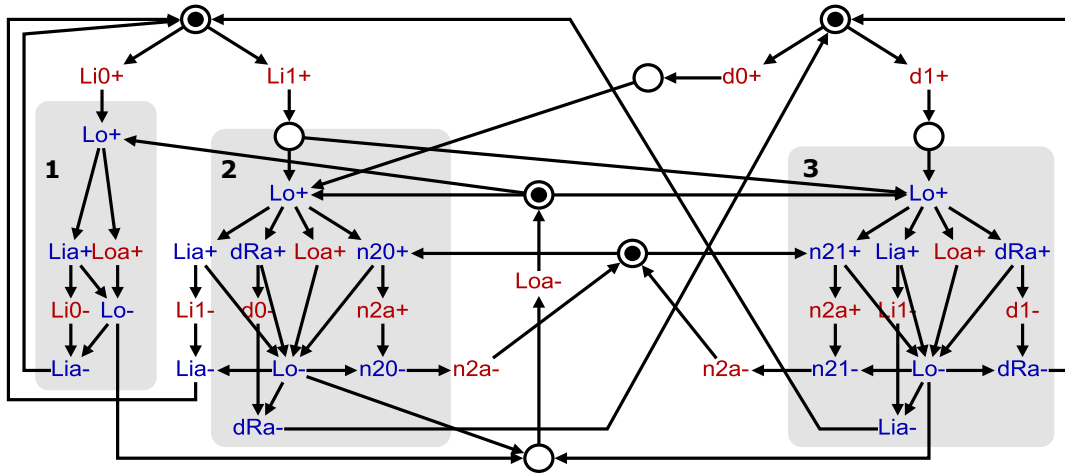 Li0+ Li1+ d0+ d1+
Lo+
1 2 3
Lo+ Lo+
Lia+ Loa+ Lia+ dRa+ Loa+ n20+ n21+ Lia+ Loa+ dRa+
Loa-
Li0- Lo- Li1- d0- n2a+ n2a+ Li1- d1-
Lia- Lia- Lo- n20- n2a- n2a- n21- Lo- dRa-
dRa- Lia-